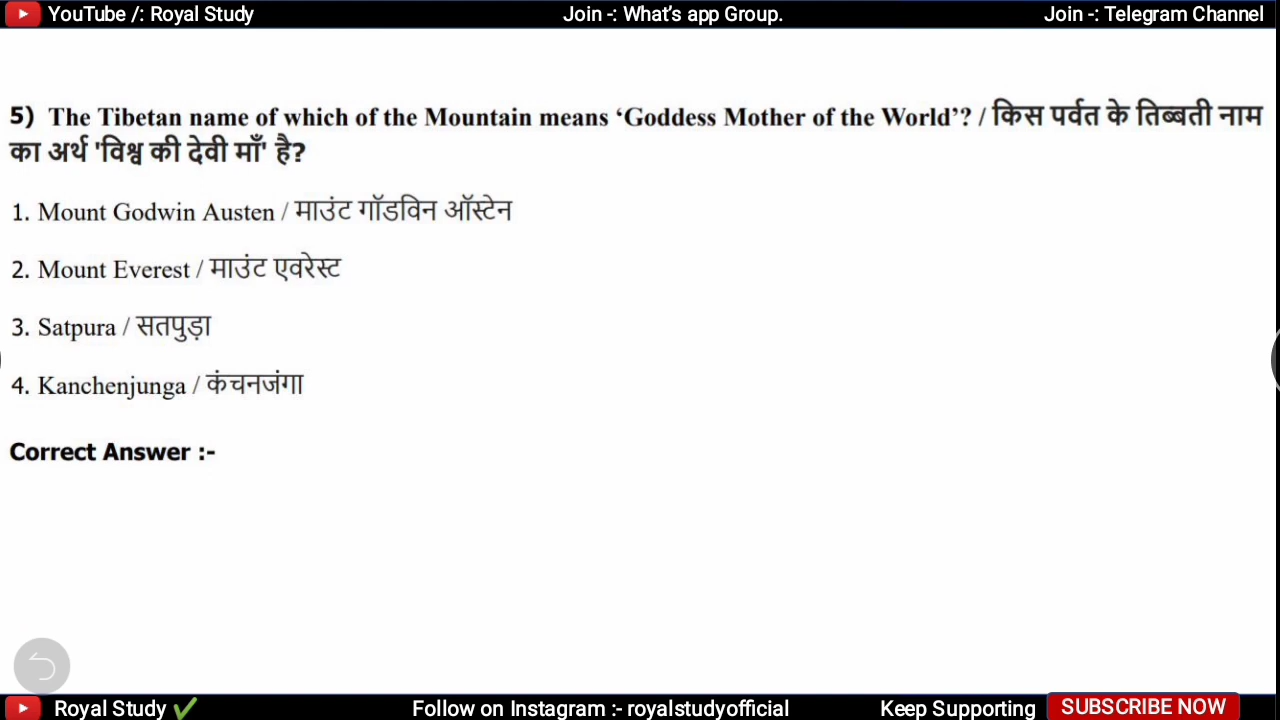 YouTube /: Royal Study Join -: What’s app Group. Join -: Telegram Channel
5) The Tibetan name of which of the Mountain means ‘Goddess Mother of the World’? / किस पर्वत के तिब्बती नाम
का अर्थ 'विश्व की देवी माँ' है?
1. Mount Godwin Austen / माउंट गॉडविन ऑस्टेन
2. Mount Everest / माउंट एवरेस्ट
3. Satpura / सतपुड़ा
4. Kanchenjunga / कंचनजंगा
Correct Answer :-
Royal Study ✔ Follow on Instagram :- royalstudyofficial Keep Supporting SUBSCRIBE NOW